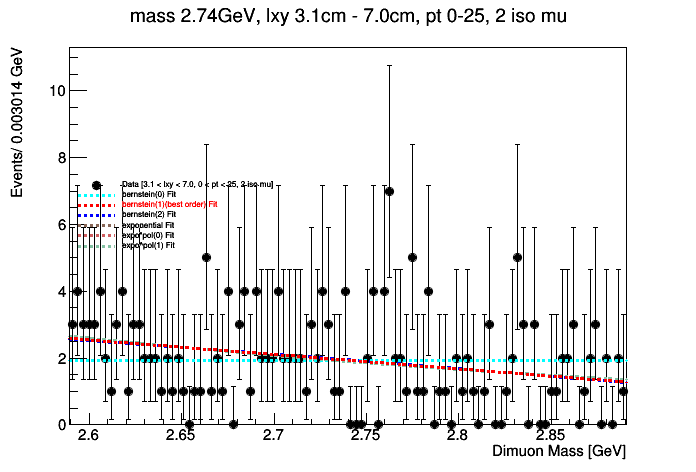 mass 2.74GeV, lxy 3.1cm - 7.0cm, pt 0-25, 2 iso mu
Events/ 0.003014 GeV
10
8
6
4
2
0
Data [3.1 < lxy < 7.0, 0 < pt < 25, 2 iso mu]
bernstein(0) Fit
bernstein(1)(best order) Fit
bernstein(2) Fit
exponential Fit
expo*pol(0) Fit
expo*pol(1) Fit
2.6 2.65 2.7 2.75 2.8 2.85
Dimuon Mass [GeV]